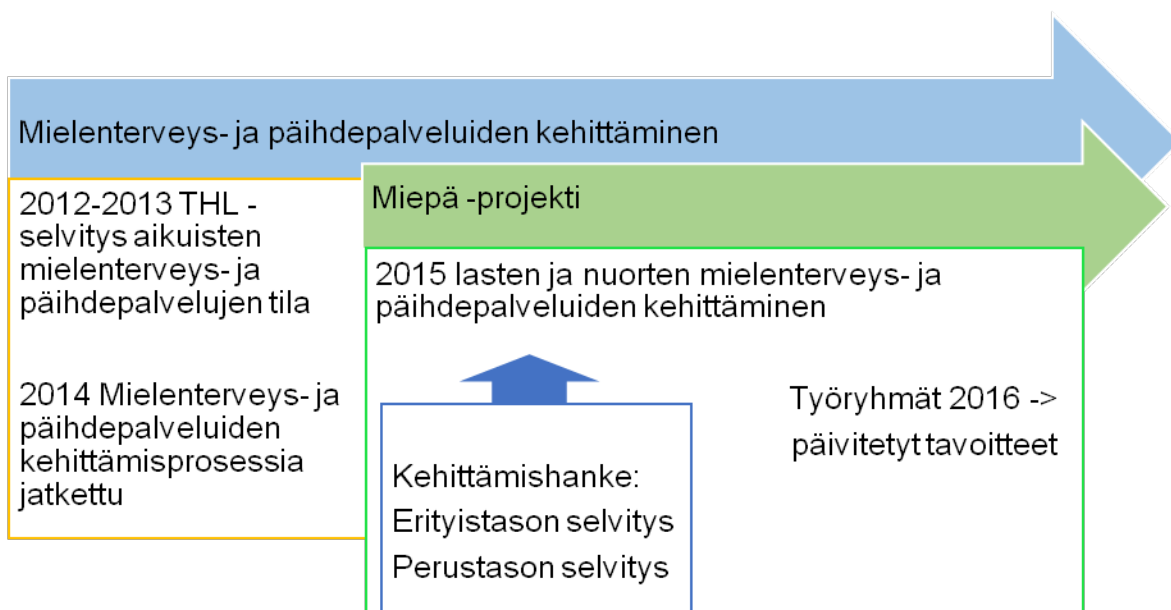 Mielenterveys- ja päihdepalveluiden kehittäminen
2012-2013 THL -
selvitys aikuisten
mielenterveys- ja
päihdepalvelujen tila
2014 Mielenterveys- ja
päihdepalveluiden
kehittämisprosessia
jatkettu
Miepä -projekti
2015 lasten ja nuorten mielenterveys- ja
päihdepalveluiden kehittäminen
Kehittämishanke:
Erityistason selvitys
Perustason selvitys
Työryhmät 2016 ->
päivitetyt tavoitteet